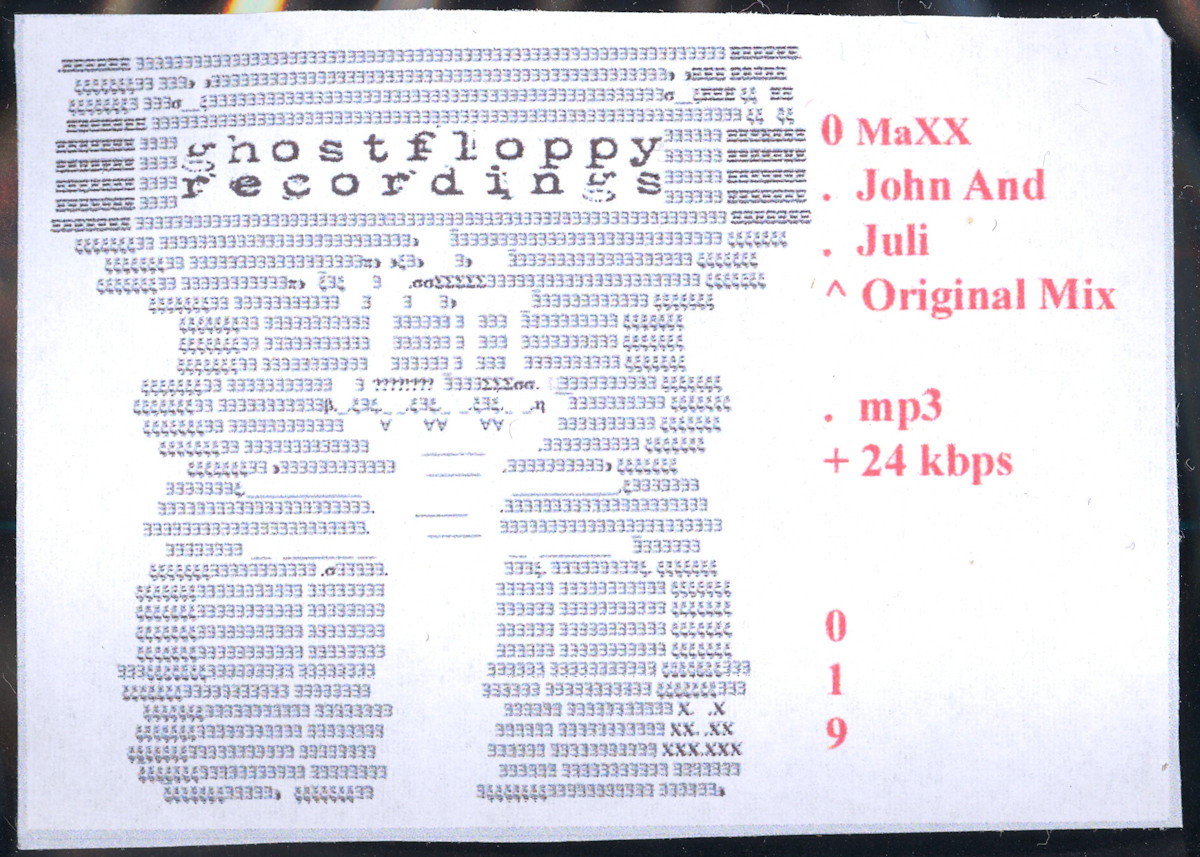 ghostfloppy
recordings
0 MaXX
. John And
. Juli
^ Original Mix
. mp3
+ 24 kbps
0
1
9